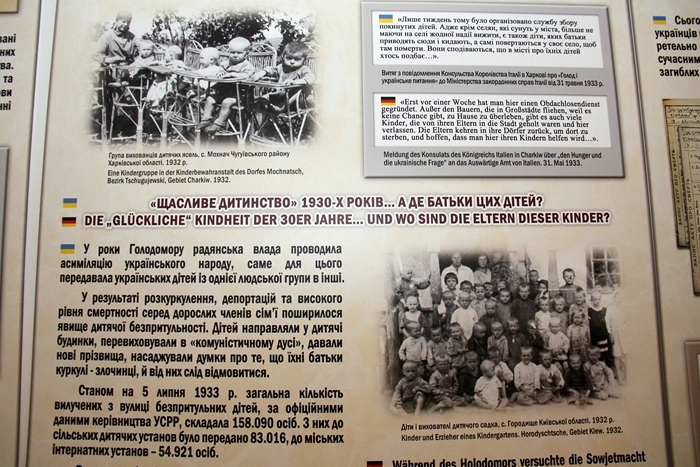 Група вихованців дитячих ясель, с. Мохнач Чугуївського району
Харківської області. 1932 р.
Eine Kindergruppe in der Kinderbewahranstalt des Dorfes Mochnatsch,
Bezirk Tschugujewskj, Gebiet Charkiw. 1932.
«Лише тиждень тому було організовано службу збору
покинутих дітей. Адже крім селян, які сунуть у міста, більше не
маючи на селі жодної надії вижити, є також діти, яких батьки
приводять сюди і кидають, а самі повертаються у своє село, щоб
там померти. Вони сподіваються, що в місті про їхніх дітей
хтось подбає...».
Витяг з повідомлення Консульства Королівства Італії в Харкові про «Голод і
українське питання» до Міністерства закордонних справ Італії від 31 травня 1933 р.
«Erst vor einer Woche hat man hier einen Obdachlosendienst
gegründet. Außer den Bauern, die in Großstädte fliehen, weil es
keine Chance gibt, zu Hause zu überleben, gibt es auch viele
Kinder, die von ihren Eltern in die Stadt geholt waren und hier
verlassen. Die Eltern kehren in ihre Dörfer zurück, um dort zu
sterben, und hoffen, dass man hier ihren Kindern helfen wird...».
Meldung des Konsulats des Königreichs Italien in Charkiw über „den Hunger und
die ukrainische Frage“ an das Auswärtige Amt von Italien. 31. Mai 1933.
«ЩАСЛИВЕ ДИТИНСТВО» 1930-Х РОКІВ... А ДЕ БАТЬКИ ЦИХ ДІТЕЙ?
DIE „GLÜCKLICHE“ KINDHEIT DER 30ER JAHRE... UND WO SIND DIE ELTERN DIESER KINDER?
У роки Голодомору радянська влада проводила
асиміляцію українського народу, саме для цього
передавала українських дітей із однієї людської групи в інші.
У результаті розкуркулення, депортацій та високого
рівня смертності серед дорослих членів сім’ї поширилося
явище дитячої безпритульності. Дітей направляли у дитячі
будинки, перевиховували в «комуністичному дусі», давали
нові прізвища, насаджували думки про те, що їхні батьки
куркулі - злочинці, й від них слід відмовитися.
Станом на 5 липня 1933 р. загальна кількість
вилучених з вулиці безпритульних дітей, за офіційними
даними керівництва УСРР, складала 158.090 осіб. З них до
сільських дитячих установ було передано 83.016, до міських
інтернатних установ – 54.921 осіб.
Діти і вихователі дитячого садка, с. Городище Київської області. 1932 р.
Kinder und Erzieher eines Kindergartens. Horodyschtsche, Gebiet Kiew. 1932.
Während des Holodomors versuchte die Sowjetmacht